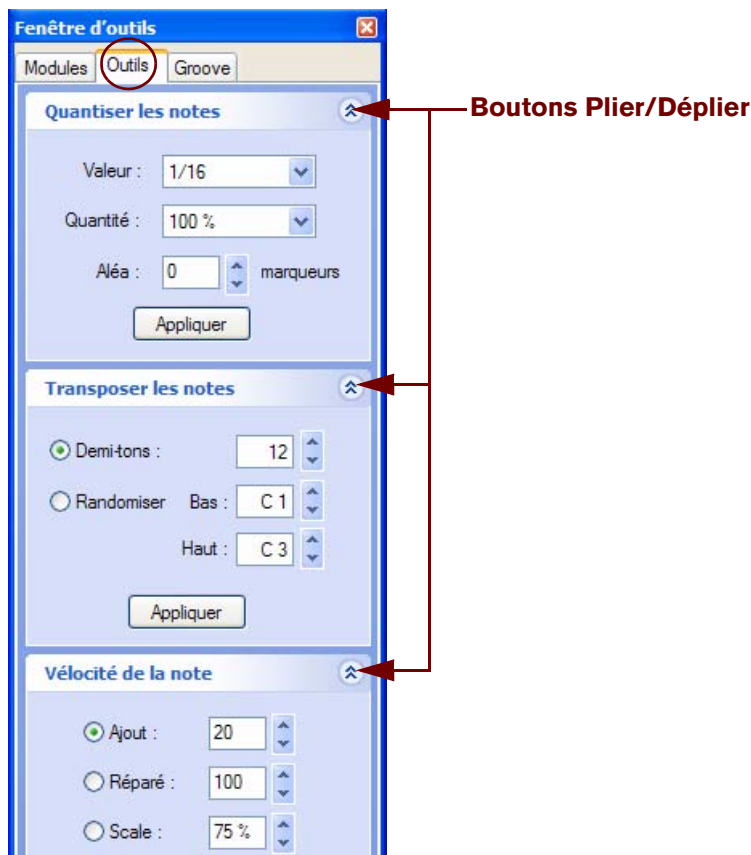 Fenêtre d'outils
Modules Outils Groove
Quantiser les notes
Boutons Plier/Déplier
Valeur : 1/16
Quantité : 100 %
Aléa : 0 marqueurs
Appliquer
Transposer les notes
Demi-tons : 12
Randomiser Bas : C 1
Haut : C 3
Appliquer
Vélocité de la note
Ajout : 20
Réparé : 100
Scale : 75 %